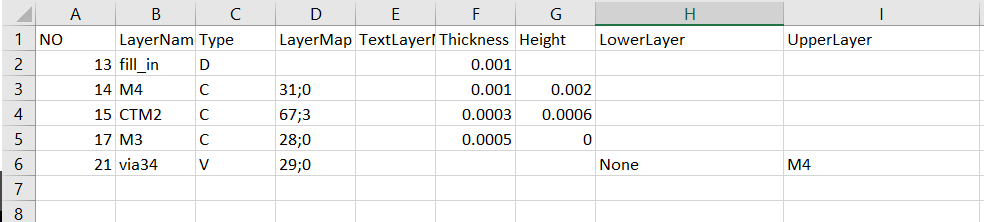 A B C D E F G H I
1 NO LayerNam Type LayerMap TextLayerN Thickness Height LowerLayer UpperLayer
2 13 fill_in D 0.001
3 14 M4 C 31;0 0.001 0.002
4 15 CTM2 C 67;3 0.0003 0.0006
5 17 M3 C 28;0 0.0005 0
6 21 via34 V 29;0 None M4
7
8